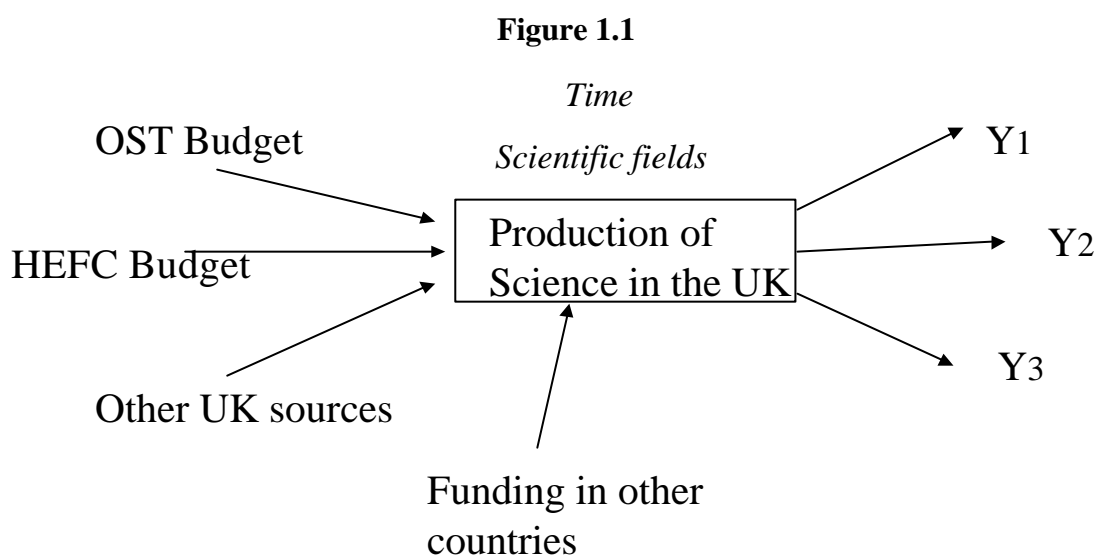 Figure 1.1
Time
Scientific fields
OST Budget
HEFC Budget
Other UK sources
Funding in other
countries
Production of
Science in the UK
Y1
Y2
Y3